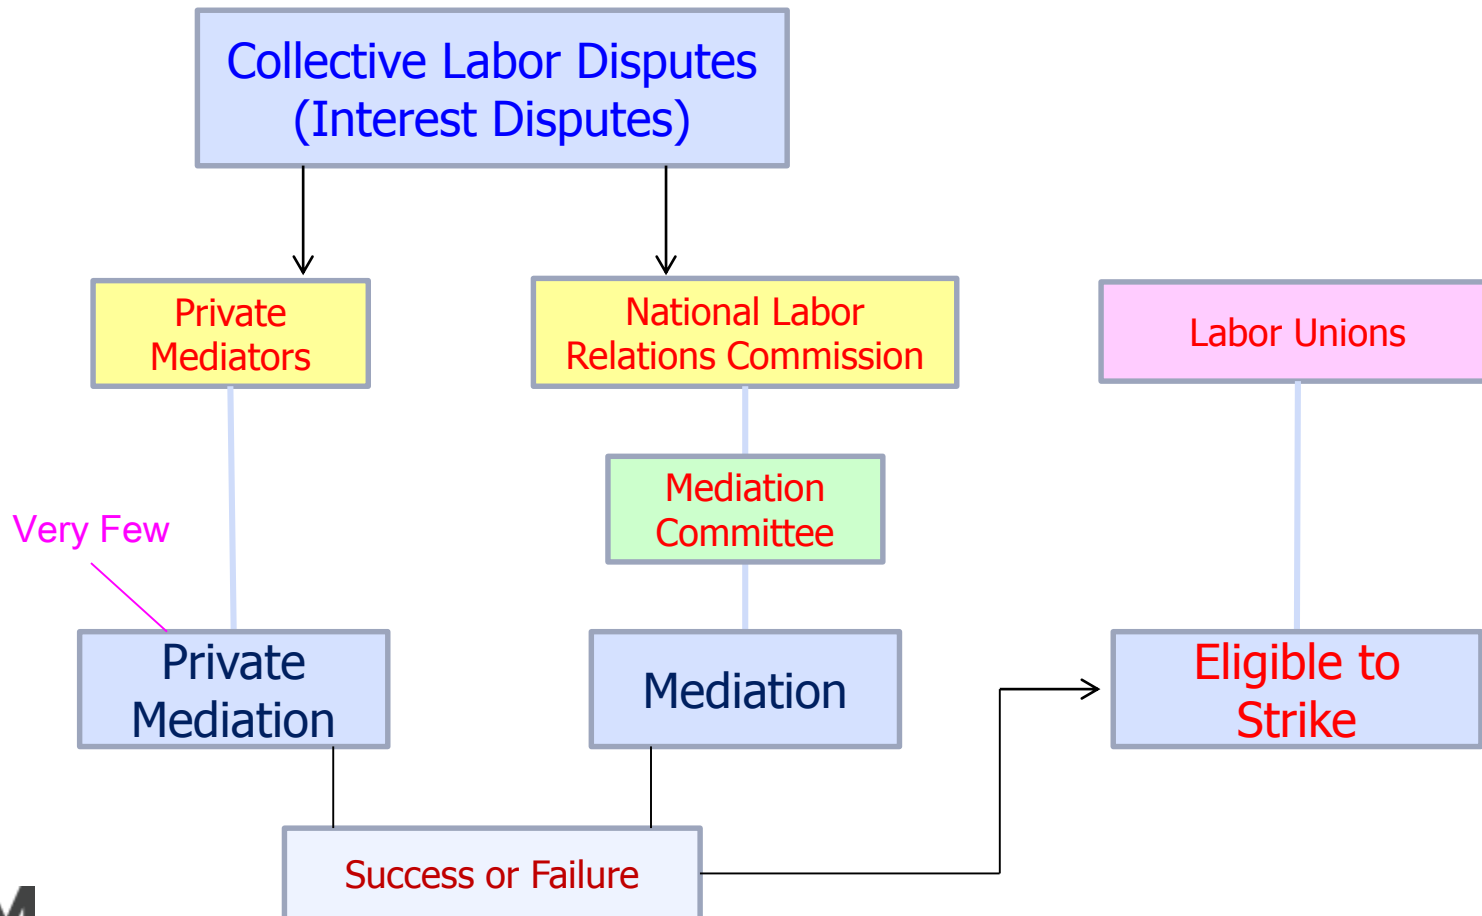 Collective Labor Disputes
(Interest Disputes)
Private
Mediators
National Labor
Relations Commission
Labor Unions
Mediation
Committee
Very Few
Private
Mediation
Mediation
Eligible to
Strike
Success or Failure